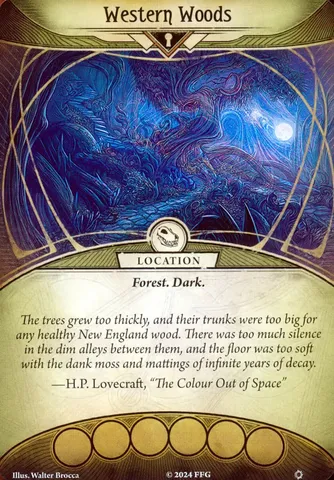 Western Woods
LOCATION
Forest. Dark.
The trees grew too thickly, and their trunks were too big for
any healthy New England wood. There was too much silence
in the dim alleys between them, and the floor was too soft
with the dank moss and mattings of infinite years of decay.
—H.P. Lovecraft, “The Colour Out of Space”
Illus. Walter Brocca
© 2024 FFG